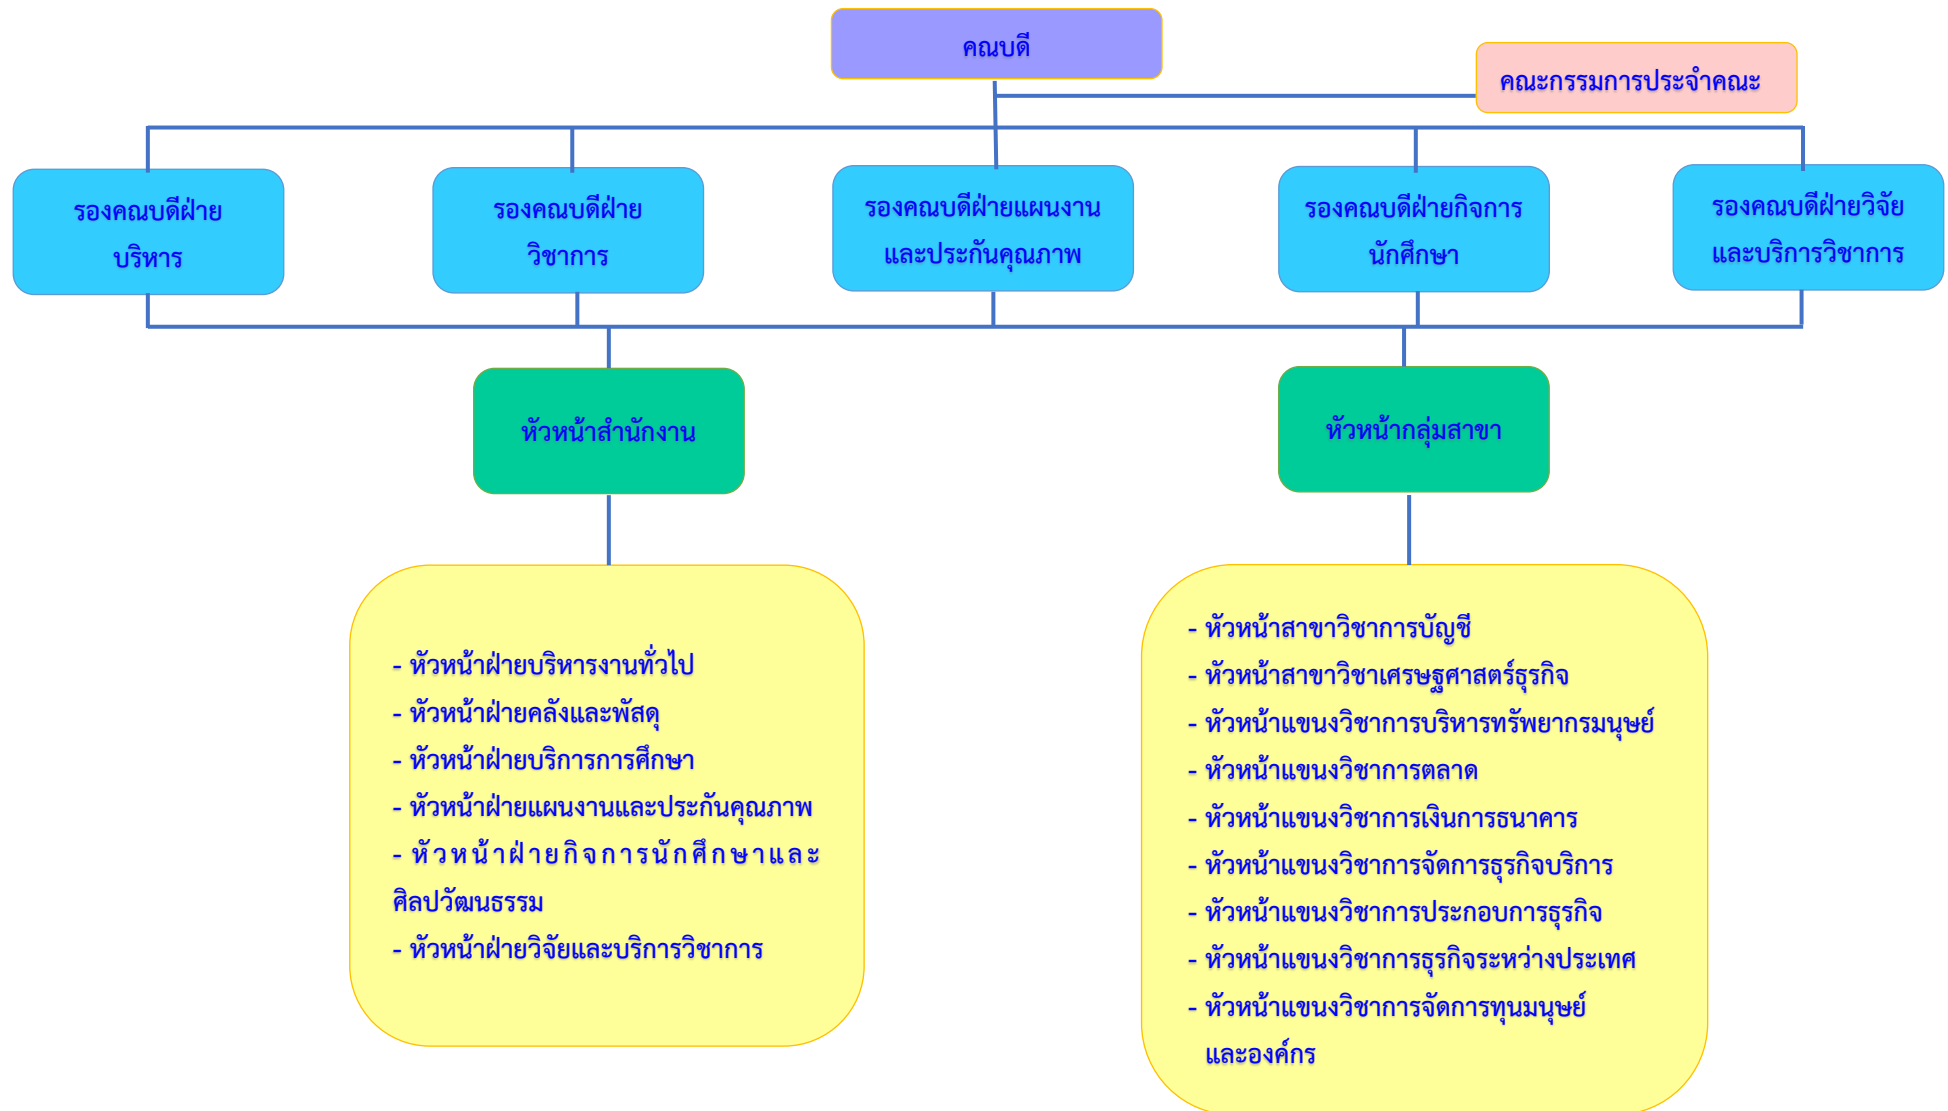 คณบดี
คณะกรรมการประจำคณะ
รองคณบดีฝ่าย
บริหาร
รองคณบดีฝ่าย
วิชาการ
รองคณบดีฝ่ายแผนงาน
และประกันคุณภาพ
รองคณบดีฝ่ายกิจการ
นักศึกษา
รองคณบดีฝ่ายวิจัย
และบริการวิชาการ
หัวหน้าสำนักงาน
หัวหน้ากลุ่มสาขา
- หัวหน้าฝ่ายบริหารงานทั่วไป
- หัวหน้าฝ่ายคลังและพัสดุ
- หัวหน้าฝ่ายบริการการศึกษา
- หัวหน้าฝ่ายแผนงานและประกันคุณภาพ
- หัวหน้าฝ่ายกิจการนักศึกษาและ
ศิลปวัฒนธรรม
- หัวหน้าฝ่ายวิจัยและบริการวิชาการ
- หัวหน้าสาขาวิชาการบัญชี
- หัวหน้าสาขาวิชาเศรษฐศาสตร์ธุรกิจ
- หัวหน้าแขนงวิชาการบริหารทรัพยากรมนุษย์
- หัวหน้าแขนงวิชาการตลาด
- หัวหน้าแขนงวิชาการเงินการธนาคาร
- หัวหน้าแขนงวิชาการจัดการธุรกิจบริการ
- หัวหน้าแขนงวิชาการประกอบการธุรกิจ
- หัวหน้าแขนงวิชาการธุรกิจระหว่างประเทศ
- หัวหน้าแขนงวิชาการจัดการทุนมนุษย์
และองค์กร